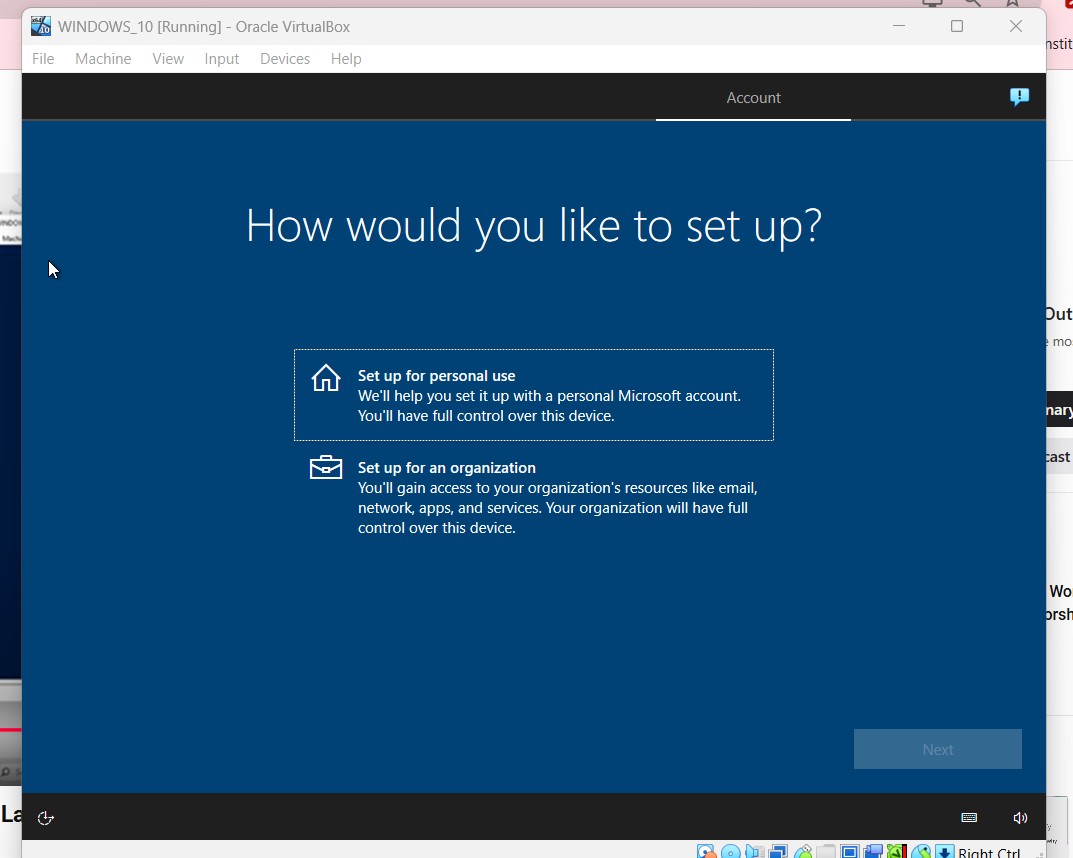 WINDOWS_10 [Running] - Oracle VirtualBox
File Machine View Input Devices Help
Account
How would you like to set up?
Set up for personal use
We'll help you set it up with a personal Microsoft account.
You'll have full control over this device.
Set up for an organization
You'll gain access to your organization's resources like email,
network, apps, and services. Your organization will have full
control over this device.
Next
Right Ctrl
nstit
Out
mos
nary
cast
Wo
orsh
La